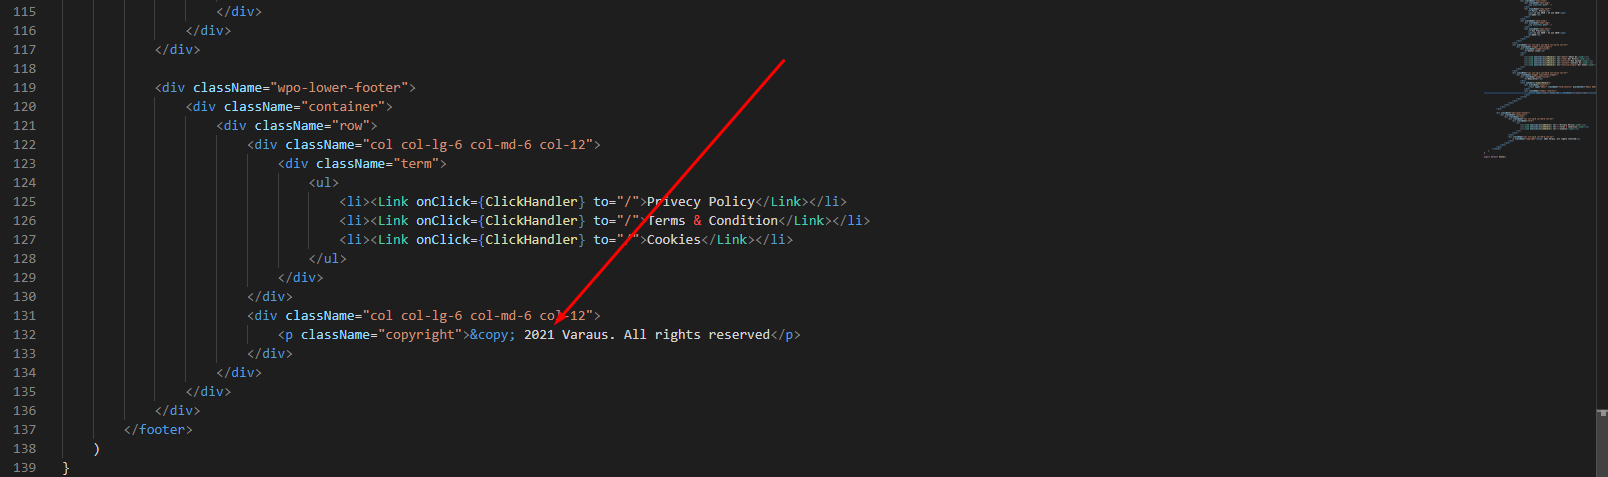 115 </div>
116 </div>
117 </div>
118
119 <div className="wpo-lower-footer">
120 <div className="container">
121 <div className="row">
122 <div className="col col-lg-6 col-md-6 col-12">
123 <div className="term">
124 <ul>
125 <li><Link onClick={ClickHandler} to="/">Privecy Policy</Link></li>
126 <li><Link onClick={ClickHandler} to="/">Terms & Condition</Link></li>
127 <li><Link onClick={ClickHandler} to="/">Cookies</Link></li>
128 </ul>
129 </div>
130 </div>
131 <div className="col col-lg-6 col-md-6 col-12">
132 <p className="copyright">&copy; 2021 Varaus. All rights reserved</p>
133 </div>
134 </div>
135 </div>
136 </div>
137 </footer>
138 )
139 }